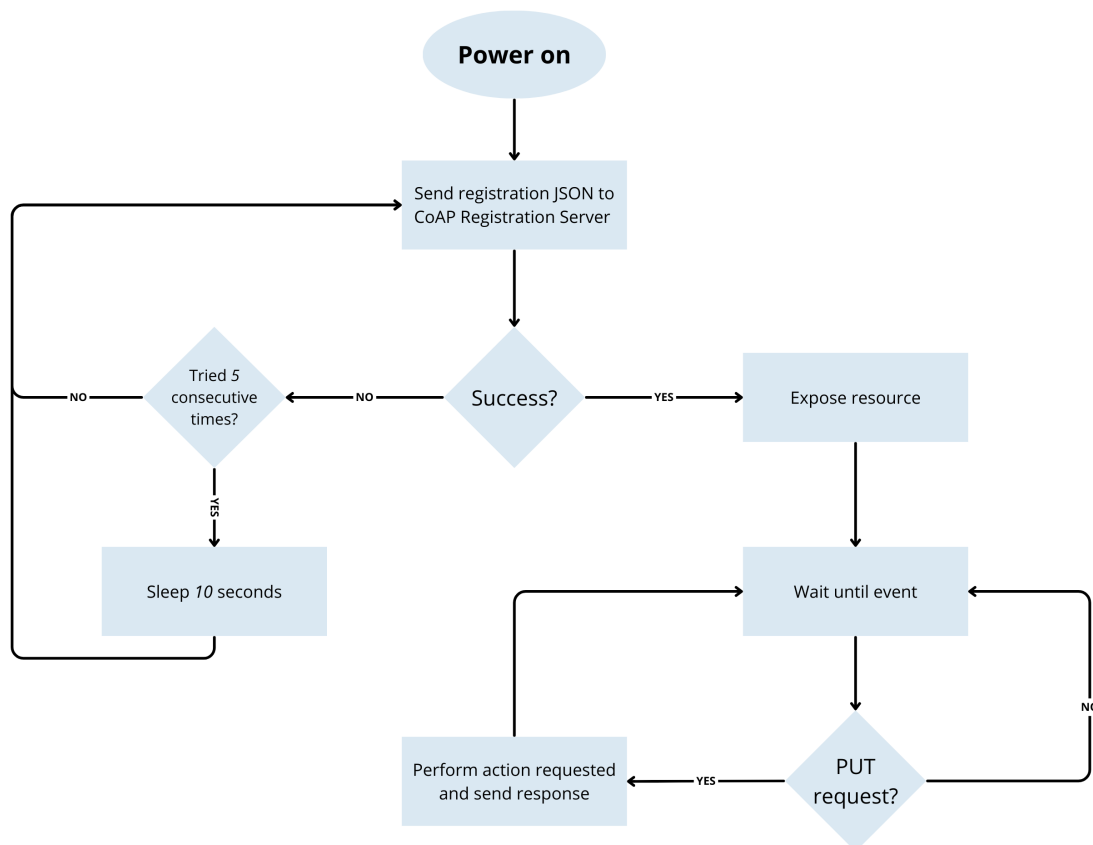 Power on
Send registration JSON to
CoAP Registration Server
Tried 5
consecutive
times?
NO
NO
Success?
YES
Expose resource
YES
Sleep 10 seconds
Wait until event
NO
Perform action requested
and send response
YES
PUT
request?